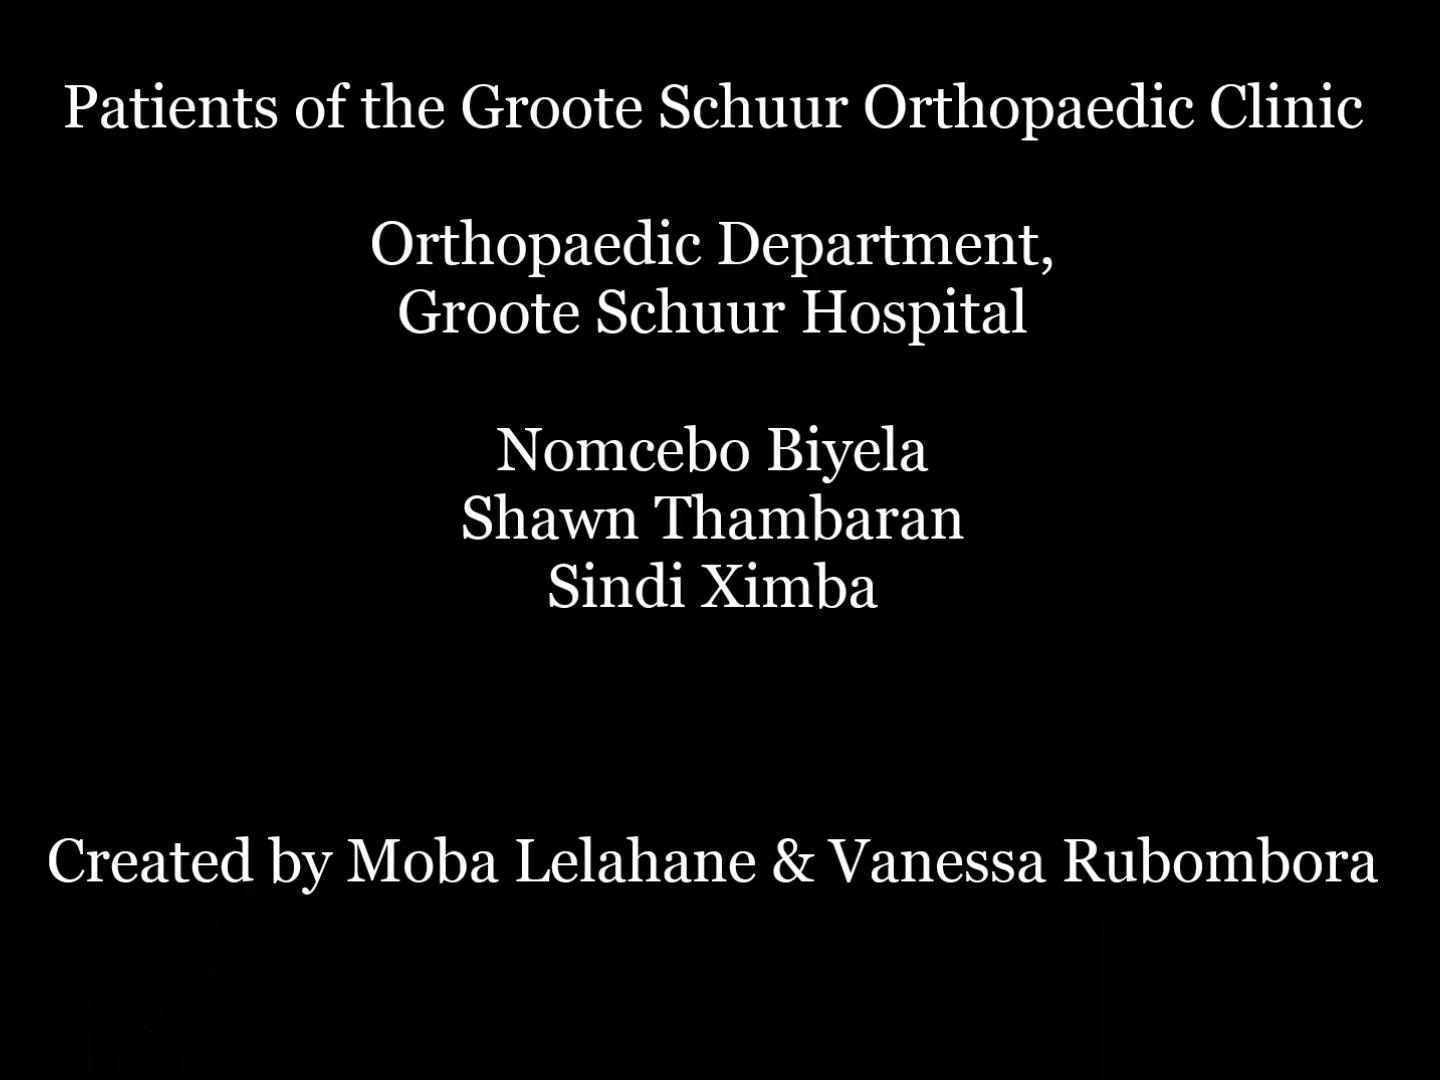 Patients of the Groote Schuur Orthopaedic Clinic
Orthopaedic Department,
Groote Schuur Hospital
Nomcebo Biyela
Shawn Thambaran
Sindi Ximba
Created by Moba Lelahane & Vanessa Rubombora